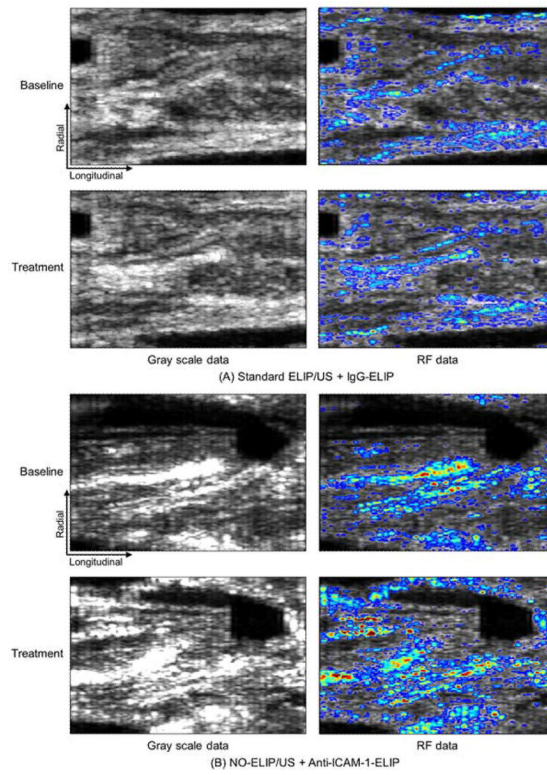 Baseline
Radial
Longitudinal
Treatment
Gray scale data RF data
(A) Standard ELIP/US + IgG-ELIP
Baseline
Radial
Longitudinal
Treatment
Gray scale data RF data
(B) NO-ELIP/US + Anti-ICAM-1-ELIP